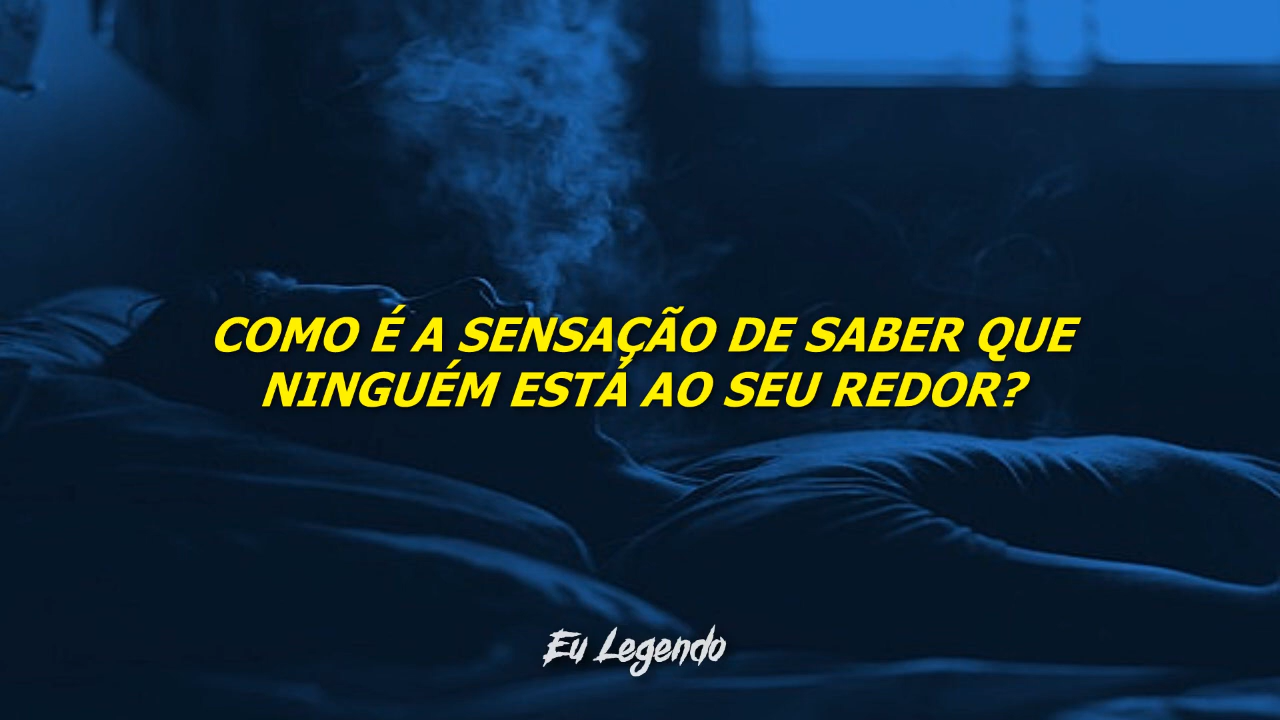 COMO É A SENSAÇÃO DE SABER QUE
NINGUÉM ESTÁ AO SEU REDOR?
Eu Legendo